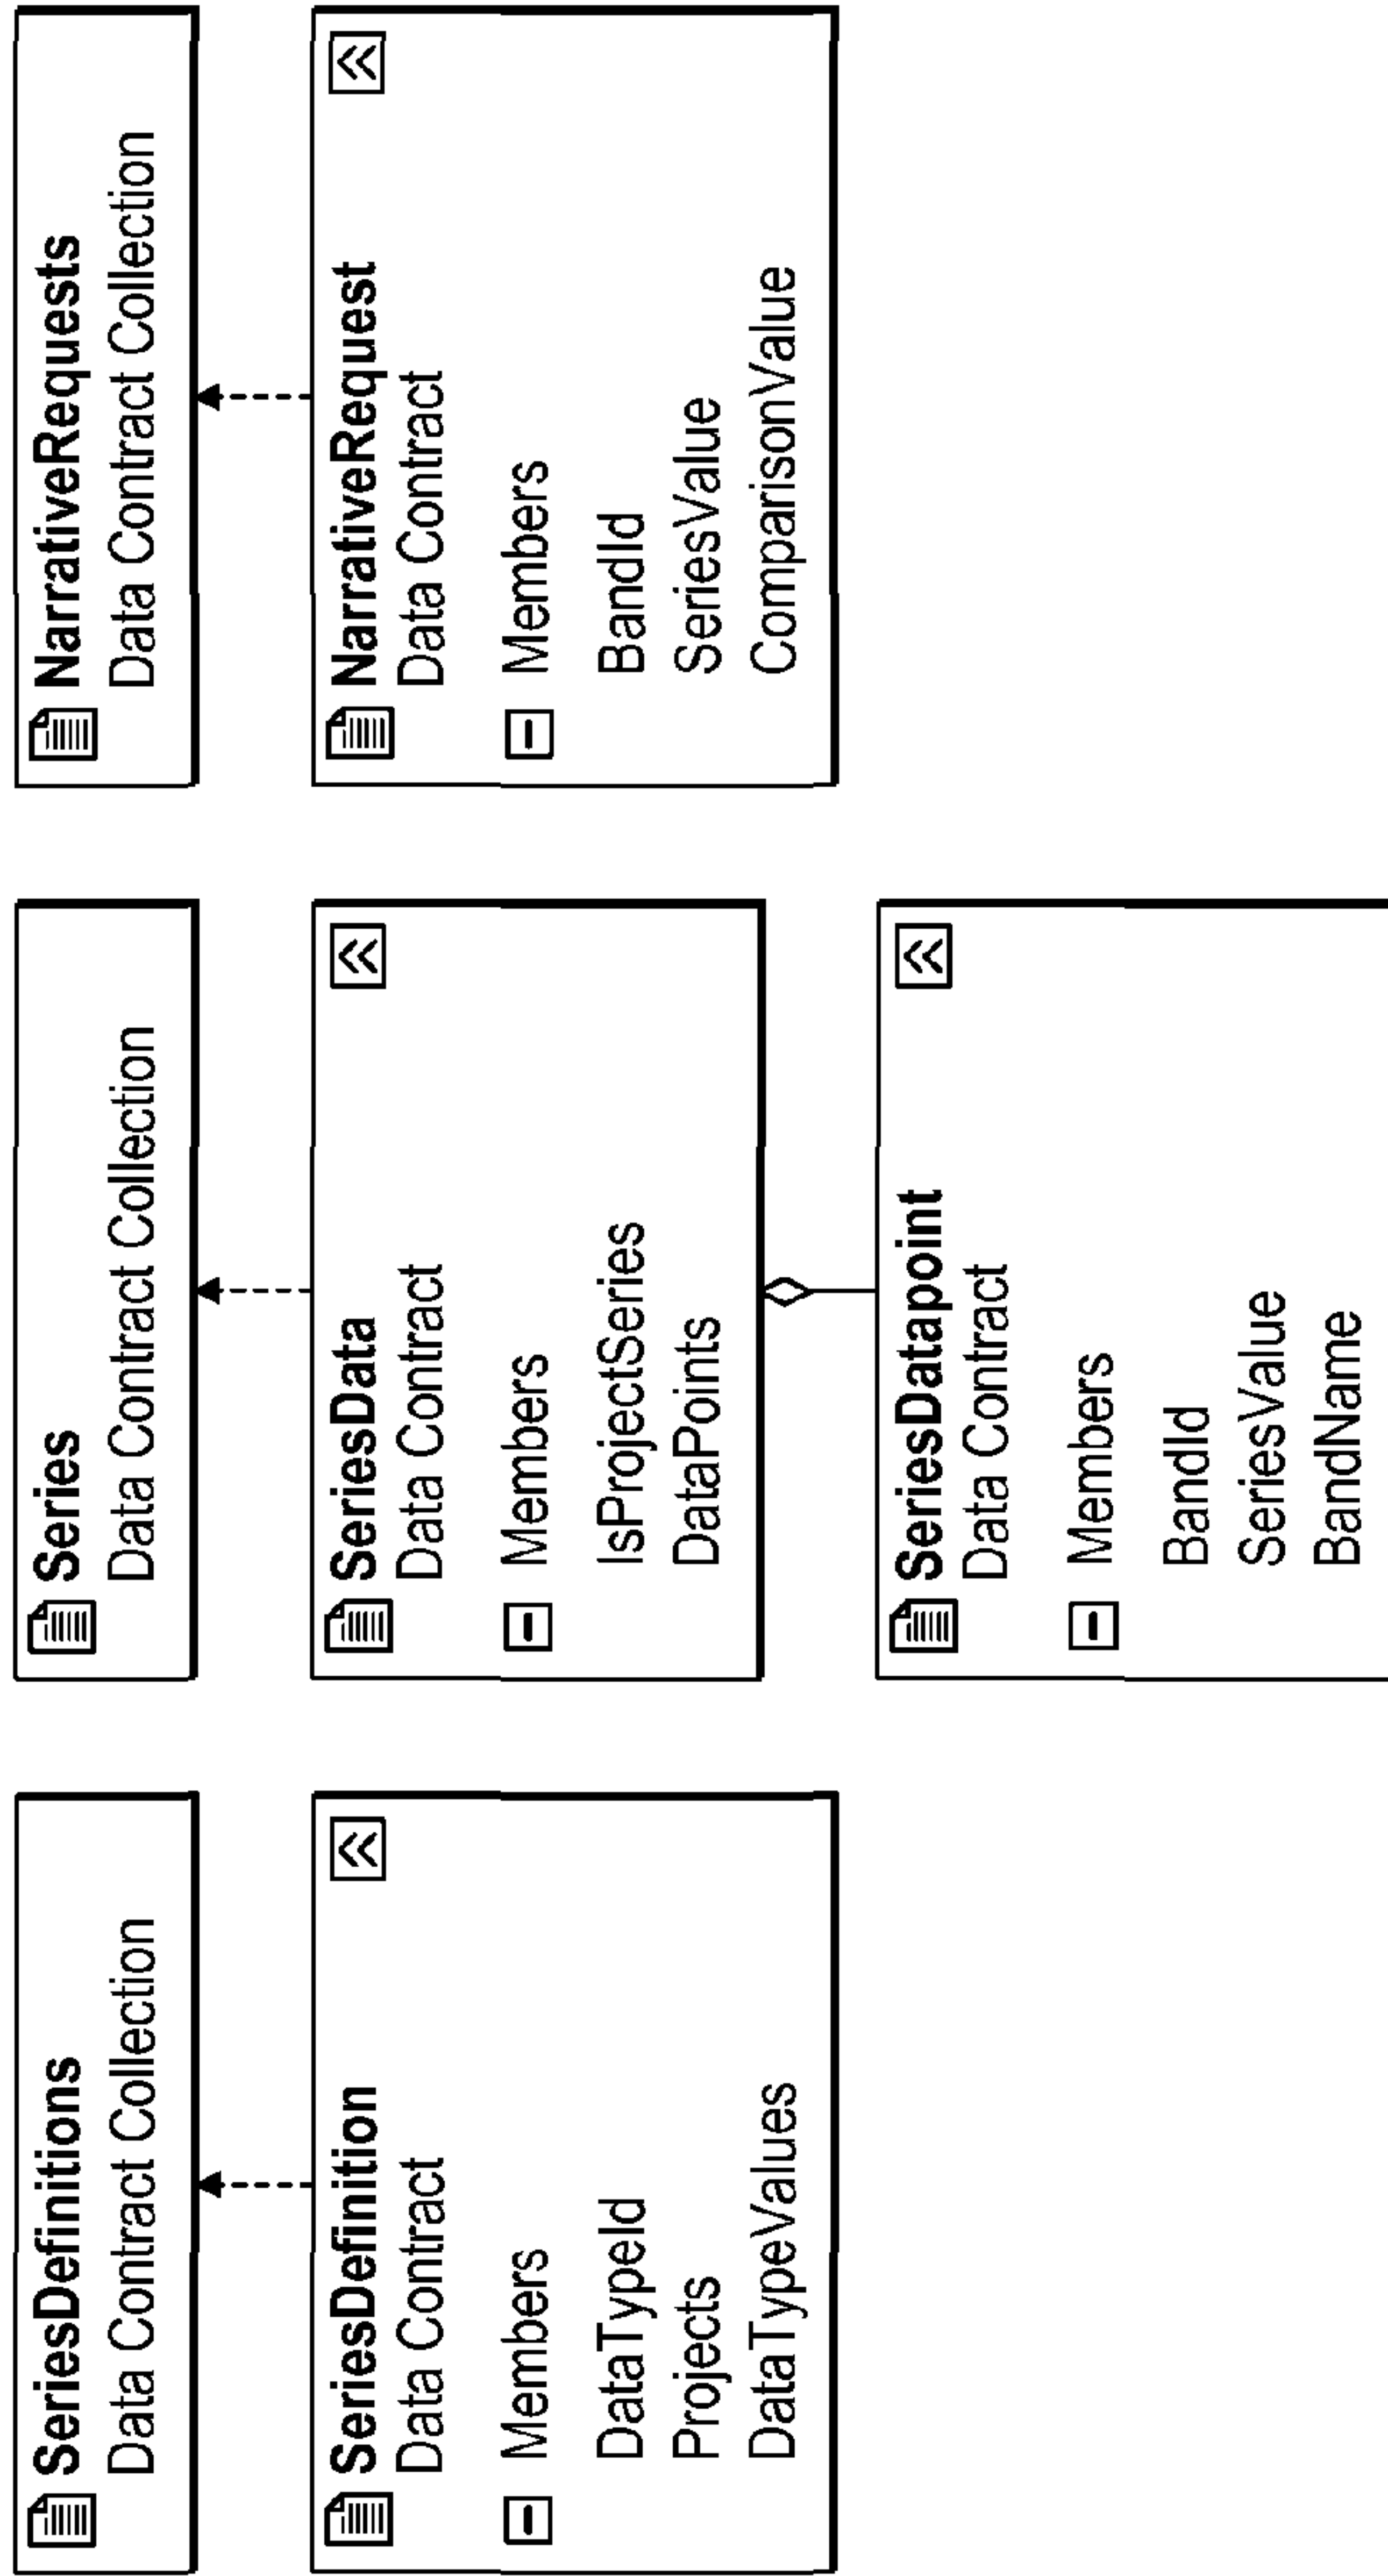 SeriesDefinitions
Data Contract Collection
SeriesDefinition
Data Contract
Members
DataTypeId
Projects
DataTypeValues
Series
Data Contract Collection
SeriesData
Data Contract
Members
IsProjectSeries
DataPoints
SeriesDatapoint
Data Contract
Members
BandId
SeriesValue
BandName
NarrativeRequests
Data Contract Collection
NarrativeRequest
Data Contract
Members
BandId
SeriesValue
ComparisonValue